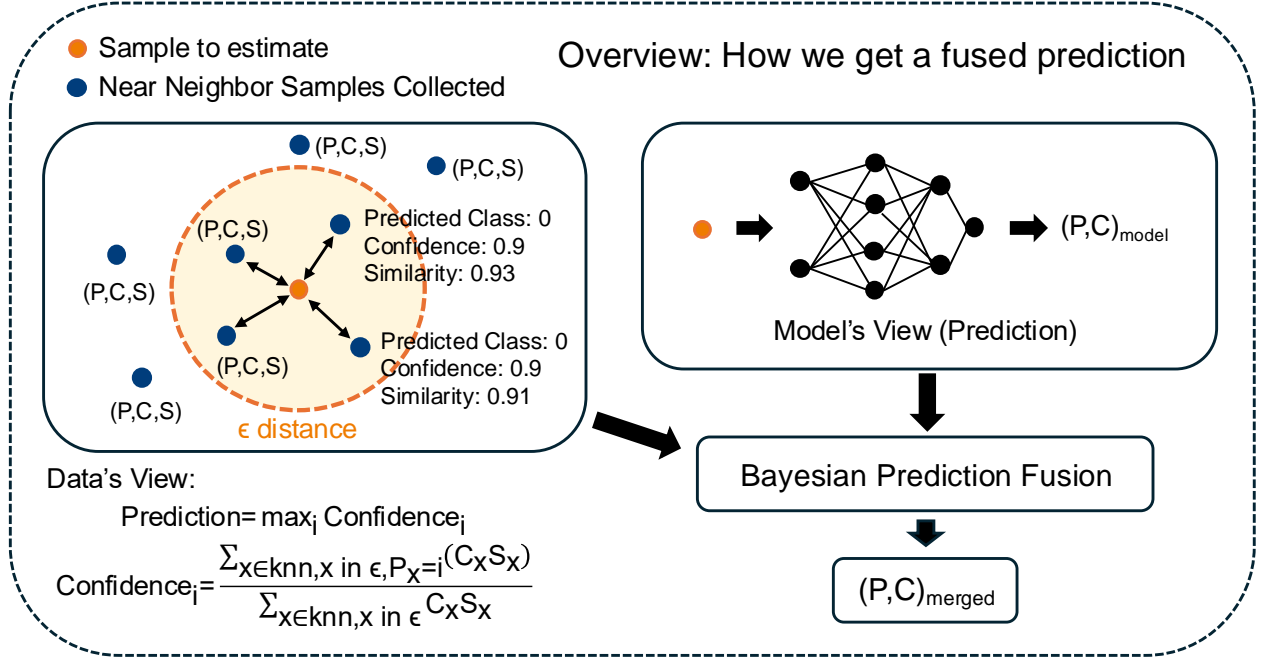 Sample to estimate
Near Neighbor Samples Collected
Overview: How we get a fused prediction
(P,C,S)
(P,C,S)
(P,C,S)
Predicted Class: 0
Confidence: 0.9
Similarity: 0.93
(P,C,S)
(P,C,S)
Predicted Class: 0
Confidence: 0.9
Similarity: 0.91
(P,C,S)
ϵ distance
(P,C)model
Model's View (Prediction)
Data's View:
Prediction= maxi Confidencei
Confidencei= ∑x∈knn,x in ϵ,Px=i(CxSx)
∑x∈knn,x in ϵ CxSx
Bayesian Prediction Fusion
(P,C)merged